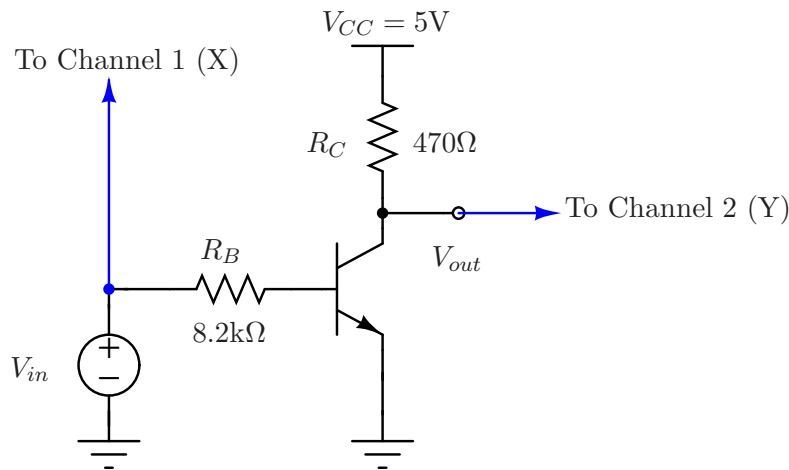 V_CC = 5V
To Channel 1 (X)
R_C 470Ω
To Channel 2 (Y)
R_B
V_out
8.2kΩ
+
V_in
−